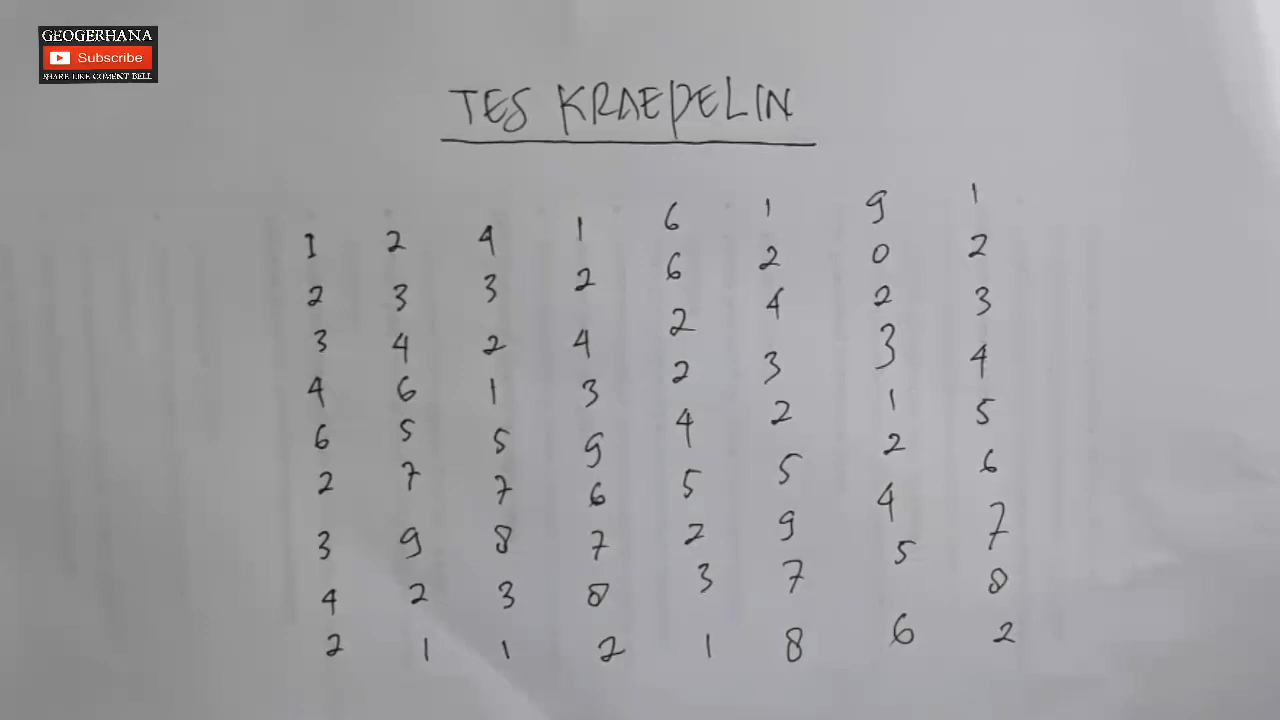 GEOGERHANA
Subscribe
SHARE LIKE COMENT BELL
TES KRAEPELIN
1 2 4 1 6 1 9 1
2 3 3 2 6 2 0 2
3 4 2 4 2 4 2 3
4 6 1 3 2 3 3 4
6 5 5 9 4 2 1 5
2 7 7 6 5 5 2 6
3 9 8 7 2 9 4 7
4 2 3 8 3 7 5 8
2 1 1 2 1 8 6 2